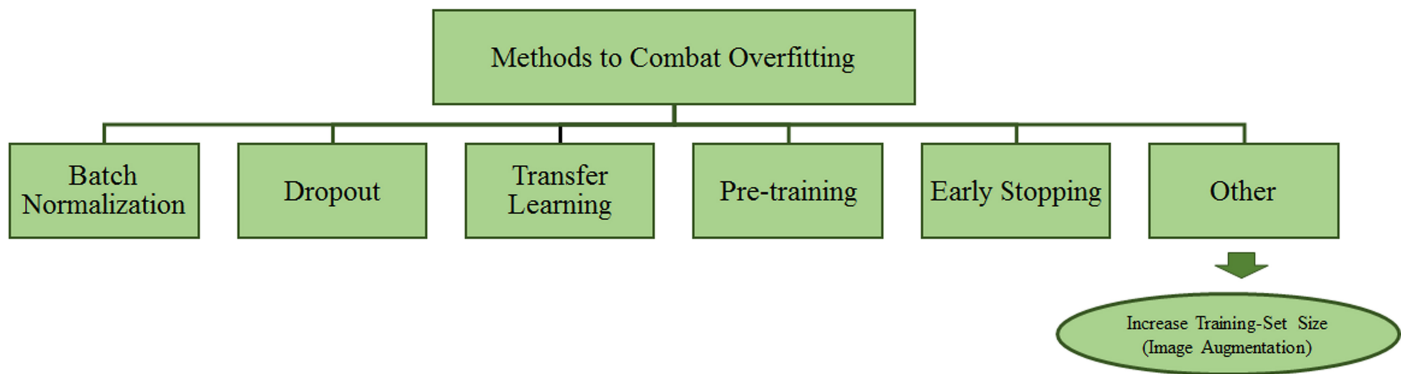 Methods to Combat Overfitting
Batch
Normalization
Dropout
Transfer
Learning
Pre-training
Early Stopping
Other
Increase Training-Set Size
(Image Augmentation)